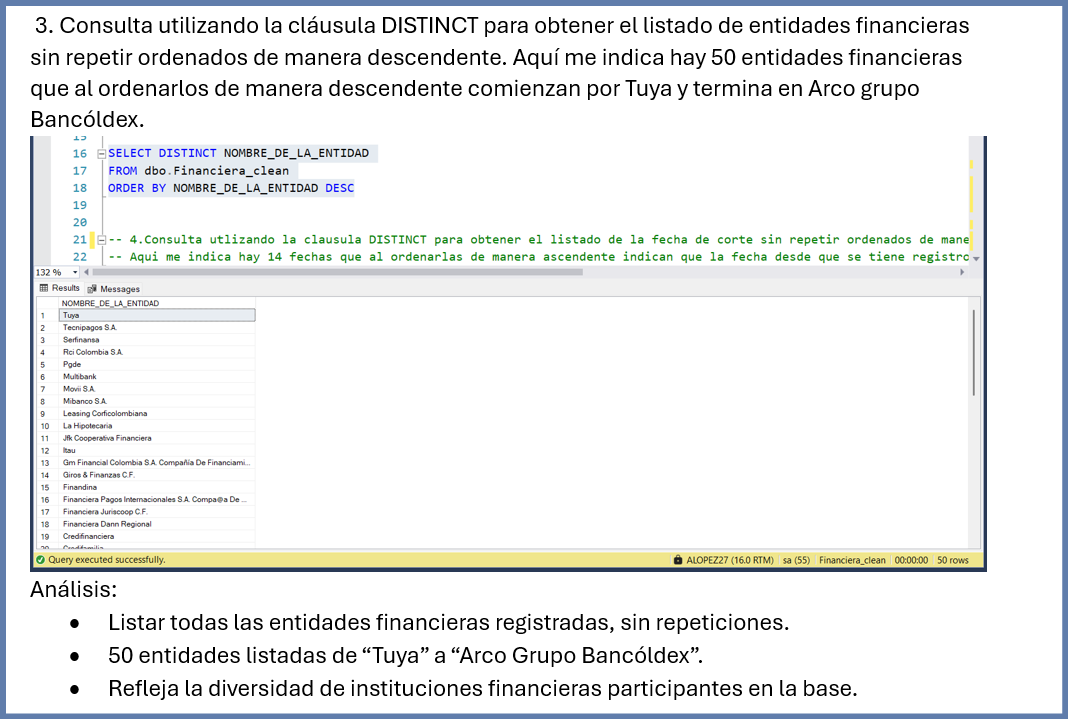 3. Consulta utilizando la cláusula DISTINCT para obtener el listado de entidades financieras
sin repetir ordenados de manera descendente. Aquí me indica hay 50 entidades financieras
que al ordenarlos de manera descendente comienzan por Tuya y termina en Arco grupo
Bancóldex.
15
16 SELECT DISTINCT NOMBRE_DE_LA_ENTIDAD
17 FROM dbo.Financiera_clean
18 ORDER BY NOMBRE_DE_LA_ENTIDAD DESC
19
20
21 -- 4.Consulta utlizando la clausula DISTINCT para obtener el listado de la fecha de corte sin repetir ordenados de mane
22 -- Aqui me indica hay 14 fechas que al ordenarlas de manera ascendente indican que la fecha desde que se tiene registro
132 %
Results Messages
NOMBRE_DE_LA_ENTIDAD
1 Tuya
2 Tecnipagos S.A.
3 Serfinansa
4 Rci Colombia S.A.
5 Pgde
6 Multibank
7 Movii S.A.
8 Mibanco S.A.
9 Leasing Corficolombiana
10 La Hipotecaria
11 Jfk Cooperativa Financiera
12 Itau
13 Gm Financial Colombia S.A. Compañía De Financiami...
14 Giros & Finanzas C.F.
15 Finandina
16 Financiera Pagos Internacionales S.A. Compa@a De ...
17 Financiera Juriscoop C.F.
18 Financiera Dann Regional
19 Credifinanciera
20 Credifamilia
Query executed successfully. ALOPEZ27 (16.0 RTM) sa (55) Financiera_clean 00:00:00 50 rows
Análisis:
• Listar todas las entidades financieras registradas, sin repeticiones.
• 50 entidades listadas de “Tuya” a “Arco Grupo Bancóldex”.
• Refleja la diversidad de instituciones financieras participantes en la base.